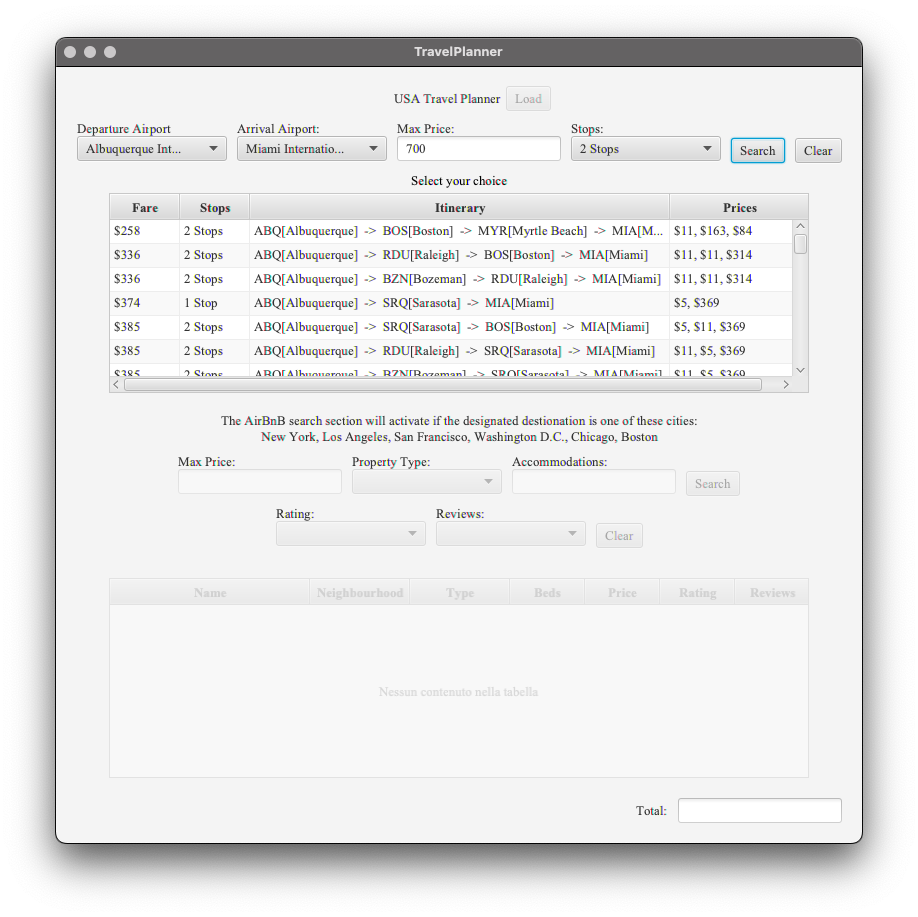 TravelPlanner
USA Travel Planner Load
Departure Airport Arrival Airport: Max Price: Stops:
Albuquerque Int... Miami Internatio... 700 2 Stops Search Clear
Select your choice
Fare Stops Itinerary Prices
$258 2 Stops ABQ[Albuquerque] -> BOS[Boston] -> MYR[Myrtle Beach] -> MIA[M... $11, $163, $84
$336 2 Stops ABQ[Albuquerque] -> RDU[Raleigh] -> BOS[Boston] -> MIA[Miami] $11, $11, $314
$336 2 Stops ABQ[Albuquerque] -> BZN[Bozeman] -> RDU[Raleigh] -> MIA[Miami] $11, $11, $314
$374 1 Stop ABQ[Albuquerque] -> SRQ[Sarasota] -> MIA[Miami] $5, $369
$385 2 Stops ABQ[Albuquerque] -> SRQ[Sarasota] -> BOS[Boston] -> MIA[Miami] $5, $11, $369
$385 2 Stops ABQ[Albuquerque] -> RDU[Raleigh] -> SRQ[Sarasota] -> MIA[Miami] $11, $5, $369
$385 2 Stops ABQ[Albuquerque] -> BZN[Bozeman] -> SRQ[Sarasota] -> MIA[Miami] $11, $5, $369
The AirBnB search section will activate if the designated destionation is one of these cities:
New York, Los Angeles, San Francisco, Washington D.C., Chicago, Boston
Max Price: Property Type: Accommodations:
Search
Rating: Reviews:
Clear
Name Neighbourhood Type Beds Price Rating Reviews
Nessun contenuto nella tabella
Total: